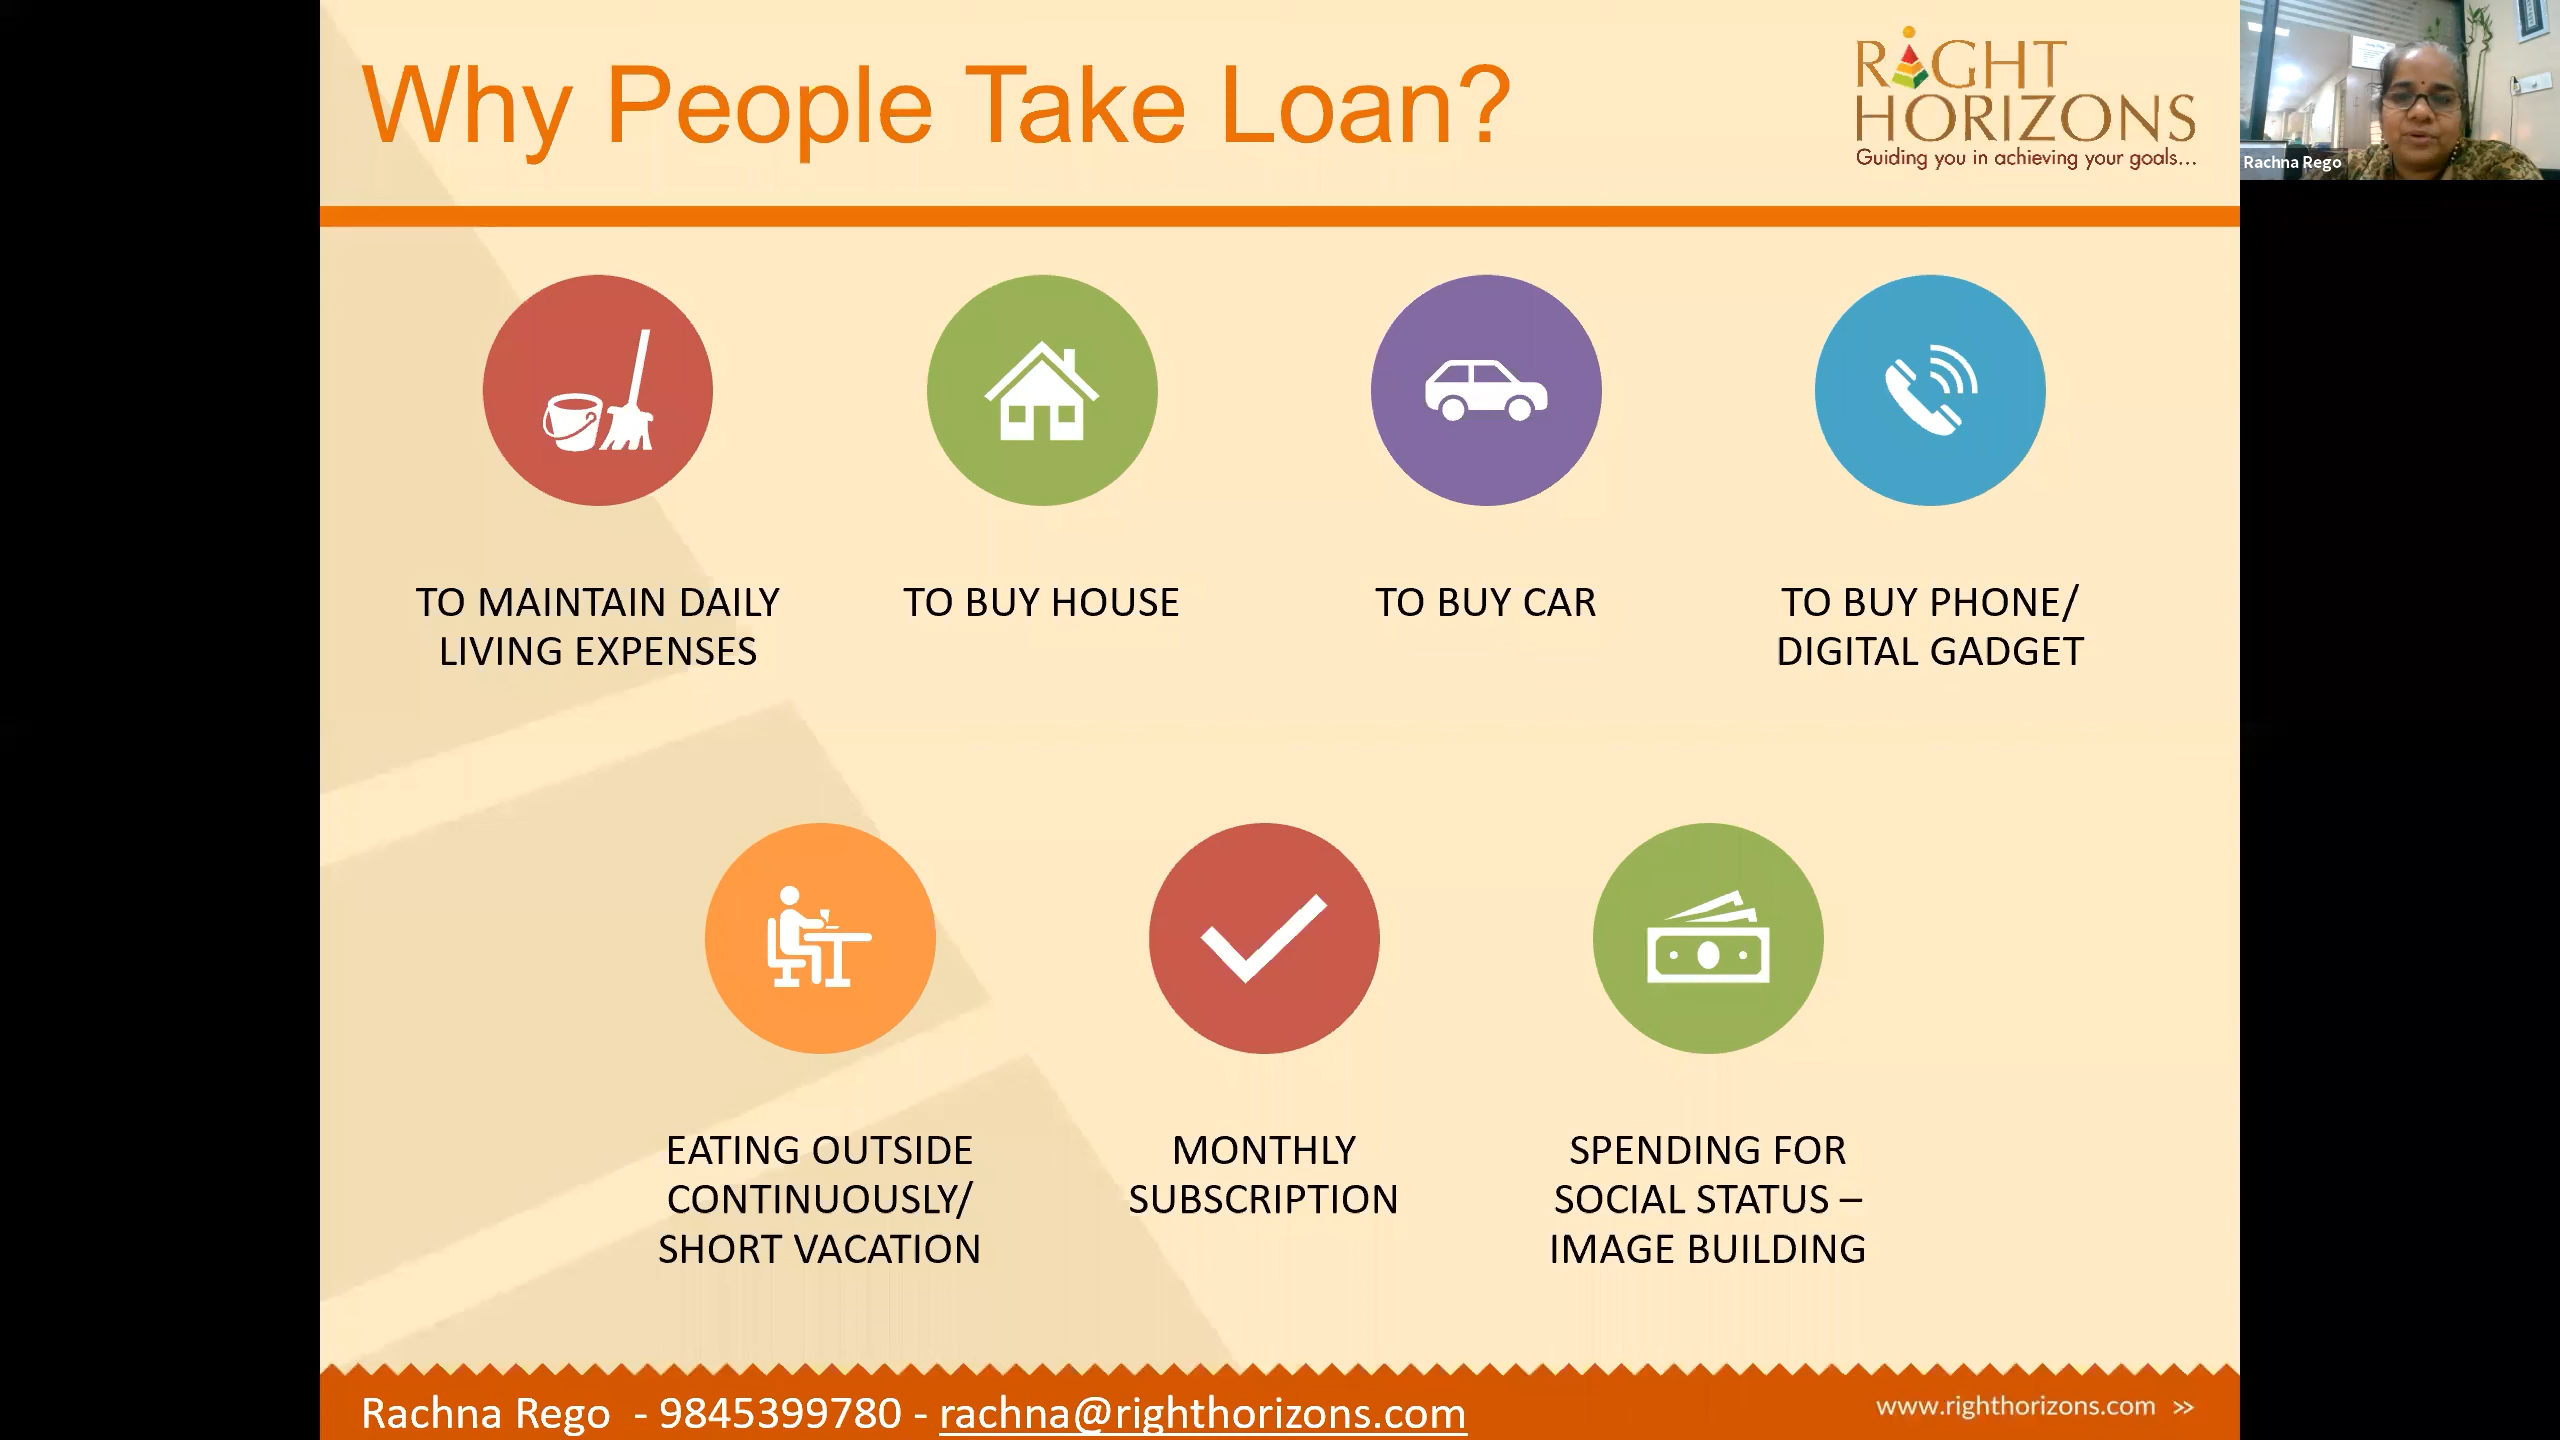 Why People Take Loan?
RIGHT
HORIZONS
Guiding you in achieving your goals...
Rachna Rego
TO MAINTAIN DAILY
LIVING EXPENSES
TO BUY HOUSE
TO BUY CAR
TO BUY PHONE/
DIGITAL GADGET
EATING OUTSIDE
CONTINUOUSLY/
SHORT VACATION
MONTHLY
SUBSCRIPTION
SPENDING FOR
SOCIAL STATUS –
IMAGE BUILDING
Rachna Rego - 9845399780 - rachna@righthorizons.com
www.righthorizons.com »